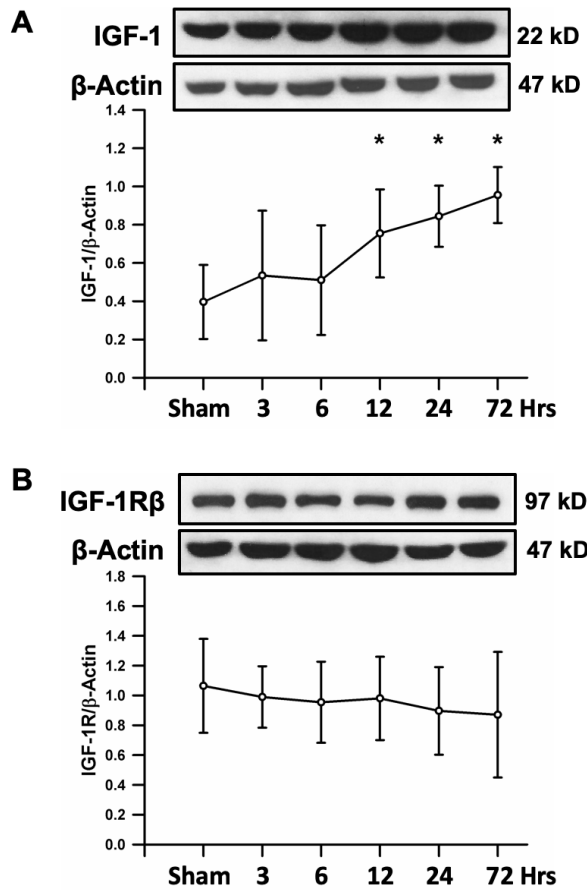 A
IGF-1
22 kD
β-Actin
47 kD
1.4
1.2
1.0
0.8
0.6
0.4
0.2
0.0
IGF-1/β-Actin
* * *
Sham 3 6 12 24 72 Hrs
B
IGF-1Rβ
97 kD
β-Actin
47 kD
1.8
1.6
1.4
1.2
1.0
0.8
0.6
0.4
0.2
0.0
IGF-1R/β-Actin
Sham 3 6 12 24 72 Hrs